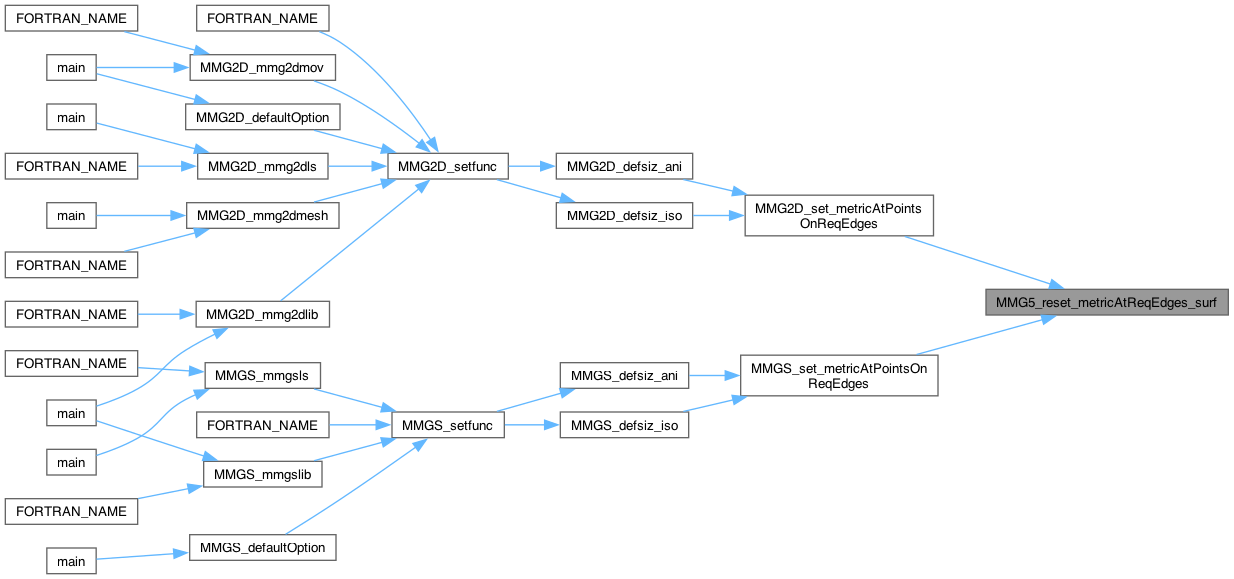 FORTRAN_NAME
FORTRAN_NAME
main
MMG2D_mmg2dmov
main
MMG2D_defaultOption
FORTRAN_NAME
MMG2D_mmg2dls
MMG2D_setfunc
MMG2D_defsiz_ani
main
MMG2D_mmg2dmesh
MMG2D_defsiz_iso
MMG2D_set_metricAtPoints
OnReqEdges
FORTRAN_NAME
MMG5_reset_metricAtReqEdges_surf
FORTRAN_NAME
MMG2D_mmg2dlib
FORTRAN_NAME
MMGS_mmgsls
MMGS_defsiz_ani
MMGS_set_metricAtPointsOn
ReqEdges
main
FORTRAN_NAME
MMGS_setfunc
MMGS_defsiz_iso
main
MMGS_mmgslib
FORTRAN_NAME
MMGS_defaultOption
main